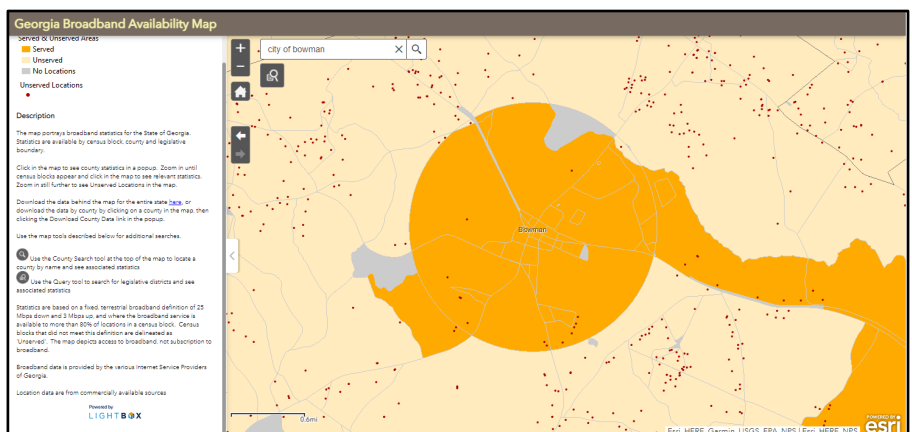 Georgia Broadband Availability Map
Served & Unserved Areas
Served
Unserved
No Locations
Unserved Locations
Description
The map portrays broadband statistics for the State of Georgia.
Statistics are available by census block, county and legislative
boundary.
Click in the map to see county statistics in a popup. Zoom in until
census blocks appear and click in the map to see relevant statistics.
Zoom in still further to see Unserved Locations in the map.
Download the data behind the map for the entire state here, or
download the data by county by clicking on a county in the map, then
clicking the Download County Data link in the popup.
Use the map tools described below for additional searches.
Use the County Search tool at the top of the map to locate a
county by name and see associated statistics
Use the Query tool to search for legislative districts and see
associated statistics
Statistics are based on a fixed, terrestrial broadband definition of 25
Mbps down and 3 Mbps up, and where the broadband service is
available to more than 80% of locations in a census block. Census
blocks that did not meet this definition are delineated as
'Unserved'. The map depicts access to broadband, not subscription to
broadband.
Broadband data is provided by the various Internet Service Providers
of Georgia.
Location data are from commercially available sources
Powered by
LIGHTBOX
city of bowman
Bowman
0.6mi
Esri, HERE, Garmin, USGS, EPA, NPS | Esri, HERE, NPS
POWERED BY
esri